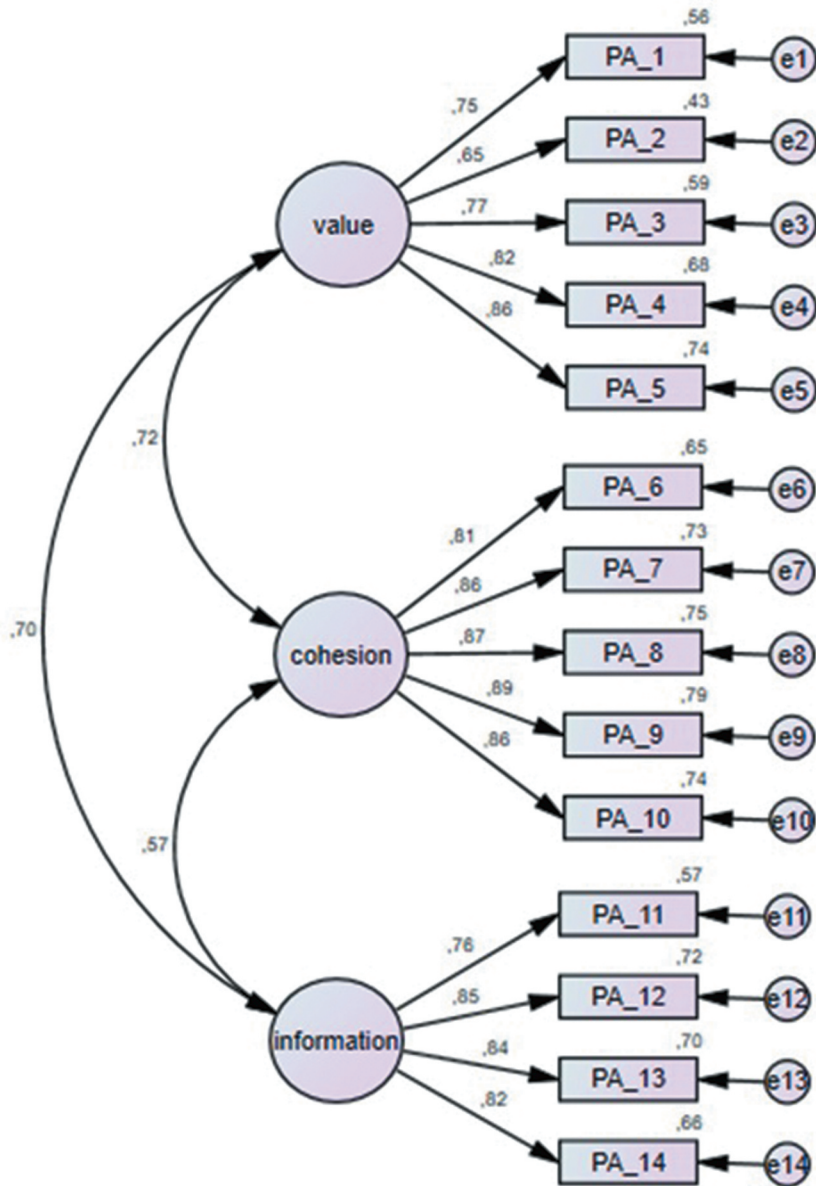 ,56
PA_1
e1
,75
,43
PA_2
e2
,65
,59
PA_3
e3
,77
value
,68
PA_4
e4
,82
,74
PA_5
e5
,86
,72
,65
PA_6
e6
,81
,73
PA_7
e7
,86
,70
,75
PA_8
e8
,87
cohesion
,79
PA_9
e9
,89
,74
PA_10
e10
,86
,57
,57
PA_11
e11
,76
,72
PA_12
e12
,85
information
,70
PA_13
e13
,84
,66
PA_14
e14
,82